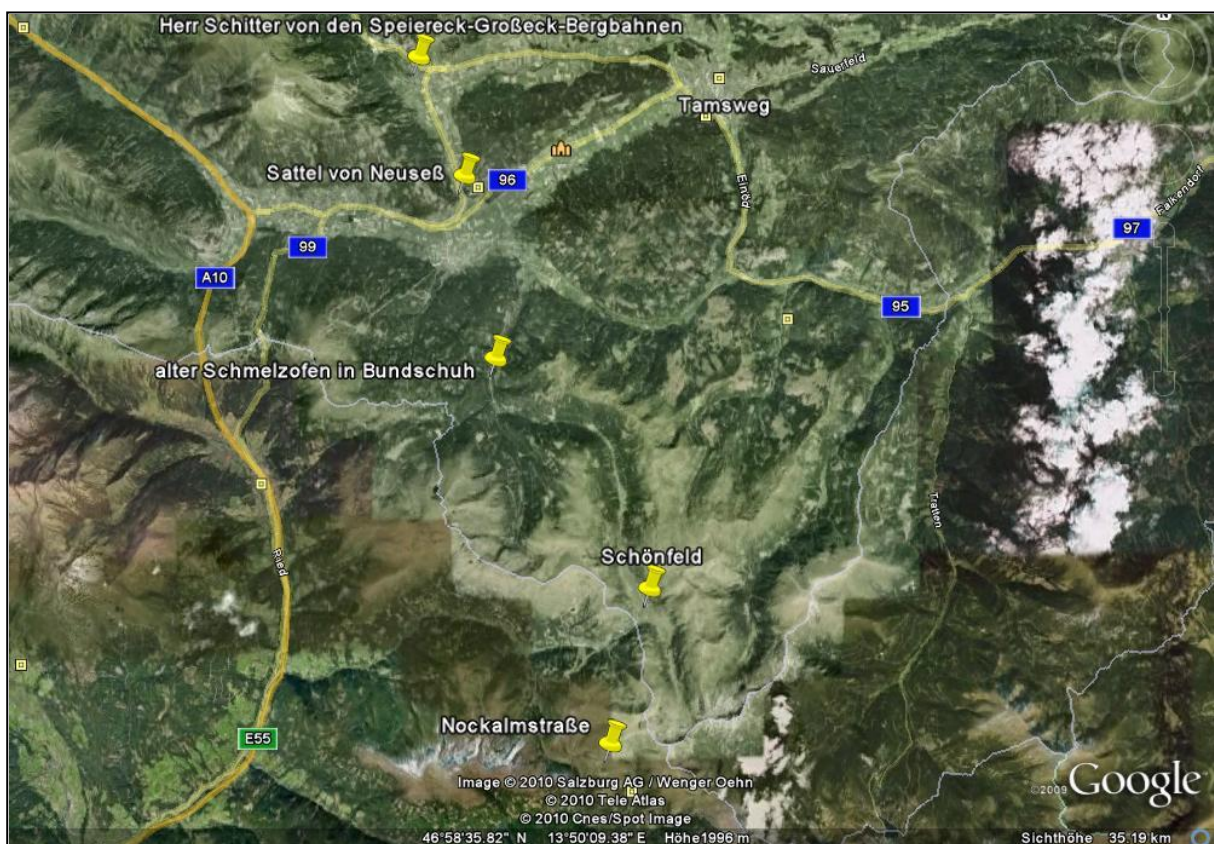 Herr Schitter von den Speiereck-Großeck-Bergbahnen
Sauerfeld
Tamsweg
Sattel von Neuseß
96
Einöd
Falkendorf
97
99
A10
95
alter Schmelzofen in Bundschuh
Tratten
Ried
Schönfeld
Nockalmstraße
E55
Image © 2010 Salzburg AG / Wenger Oehn
© 2010 Tele Atlas
© 2010 Cnes/Spot Image
©2009 Google
46°58'35.82" N 13°50'09.38" E Höhe 1996 m Sichthöhe 35.19 km